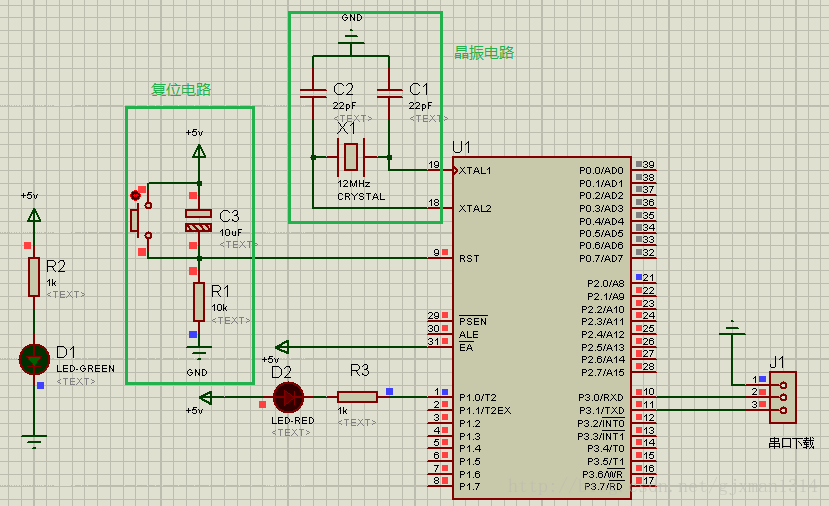 GND
晶振电路
C2
22pF
<TEXT>
C1
22pF
<TEXT>
X1
12MHz
CRYSTAL
复位电路
+5v
C3
10uF
<TEXT>
R1
10k
<TEXT>
GND
+5v
R2
1k
<TEXT>
D1
LED-GREEN
<TEXT>
+5v
+5v
D2
LED-RED
<TEXT>
R3
1k
<TEXT>
U1
19 XTAL1
18 XTAL2
9 RST
29 PSEN
30 ALE
31 EA
1 P1.0/T2
2 P1.1/T2EX
3 P1.2
4 P1.3
5 P1.4
6 P1.5
7 P1.6
8 P1.7
P0.0/AD0 39
P0.1/AD1 38
P0.2/AD2 37
P0.3/AD3 36
P0.4/AD4 35
P0.5/AD5 34
P0.6/AD6 33
P0.7/AD7 32
P2.0/A8 21
P2.1/A9 22
P2.2/A10 23
P2.3/A11 24
P2.4/A12 25
P2.5/A13 26
P2.6/A14 27
P2.7/A15 28
P3.0/RXD 10
P3.1/TXD 11
P3.2/INT0 12
P3.3/INT1 13
P3.4/T0 14
P3.5/T1 15
P3.6/WR 16
P3.7/RD 17
J1
1
2
3
串口下载